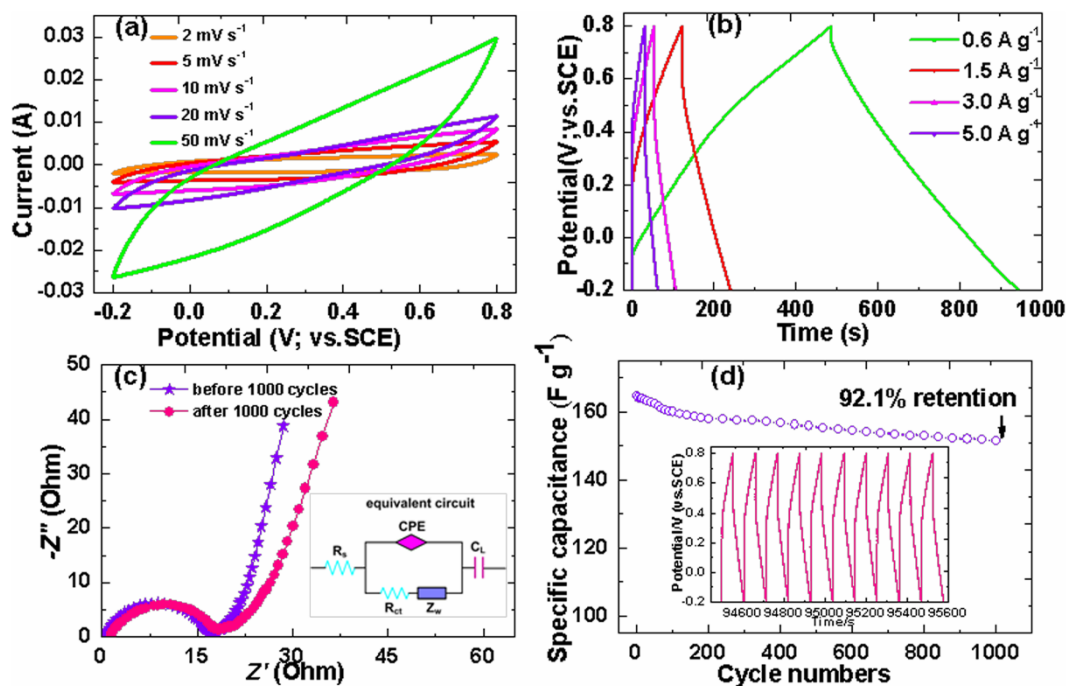 (a)
2 mV s⁻¹
5 mV s⁻¹
10 mV s⁻¹
20 mV s⁻¹
50 mV s⁻¹
Current (A)
0.03
0.02
0.01
0.00
-0.01
-0.02
-0.03
-0.2 0.0 0.2 0.4 0.6 0.8
Potential (V; vs.SCE)
(b)
0.6 A g⁻¹
1.5 A g⁻¹
3.0 A g⁻¹
5.0 A g⁻¹
Potential(V;vs.SCE)
0.8
0.6
0.4
0.2
0.0
-0.2
0 200 400 600 800 1000
Time (s)
(c)
before 1000 cycles
after 1000 cycles
-Z" (Ohm)
50
40
30
20
10
0
0 15 30 45 60
Z' (Ohm)
equivalent circuit
CPE
Rs
CL
Rct
Zw
(d)
92.1% retention
Specific capacitance (F g⁻¹)
160
140
120
100
0 200 400 600 800 1000
Cycle numbers
Potential/V (vs.SCE)
0.8
0.6
0.4
0.2
0.0
-0.2
94600 94800 95000 95200 95400 95600
Time/s